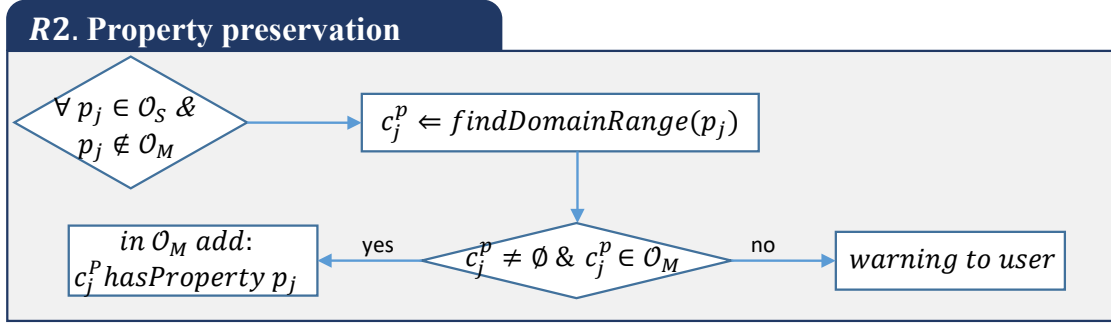 R2. Property preservation
∀ p_j ∈ 𝒪_S &
p_j ∉ 𝒪_M
c_j^p ⇐ findDomainRange(p_j)
in 𝒪_M add:
c_j^P hasProperty p_j
yes
c_j^p ≠ ∅ & c_j^p ∈ 𝒪_M
no
warning to user